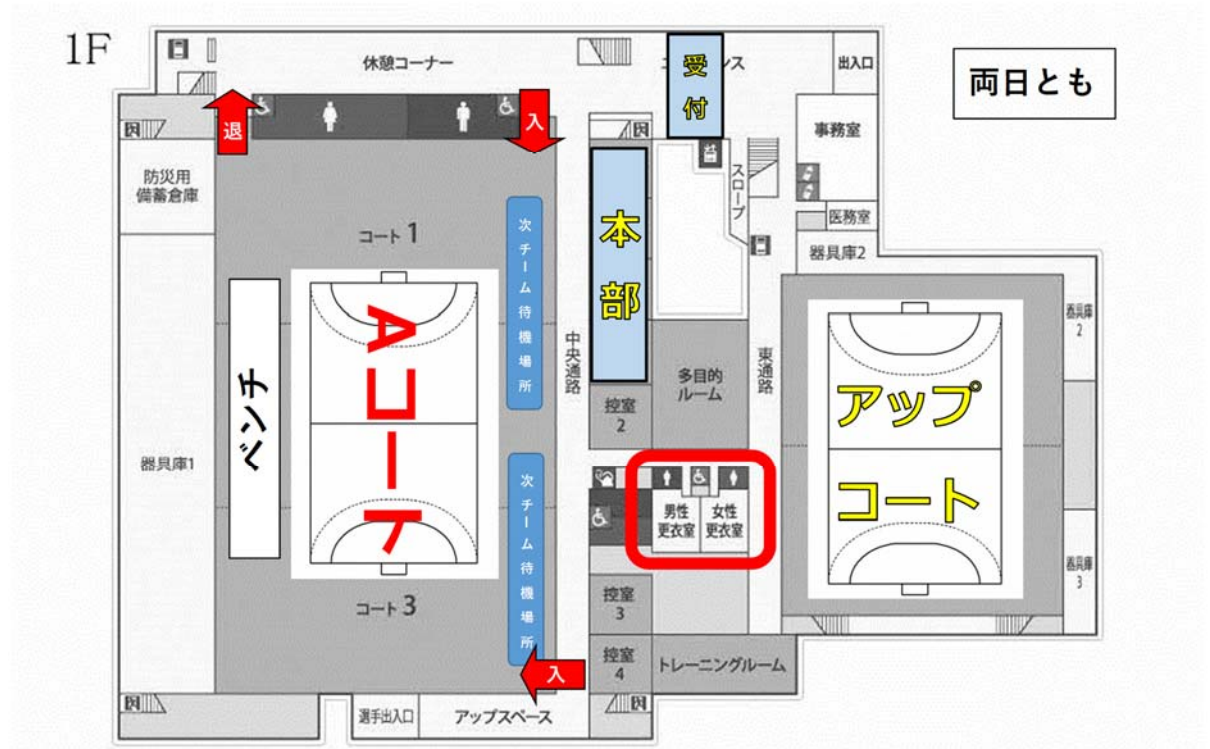 1F
休憩コーナー
受付
ンス
出入口
両日とも
退
入
事務室
防災用
備蓄倉庫
スロープ
医務室
コート 1
次チーム待機場所
本部
器具庫2
Aコート
ベンチ
中央通路
多目的
ルーム
東通路
器具庫
2
アップ
コート
控室
2
器具庫1
次チーム待機場所
男性
更衣室
女性
更衣室
コート 3
控室
3
器具庫
3
入
控室
4
トレーニングルーム
選手出入口
アップスペース